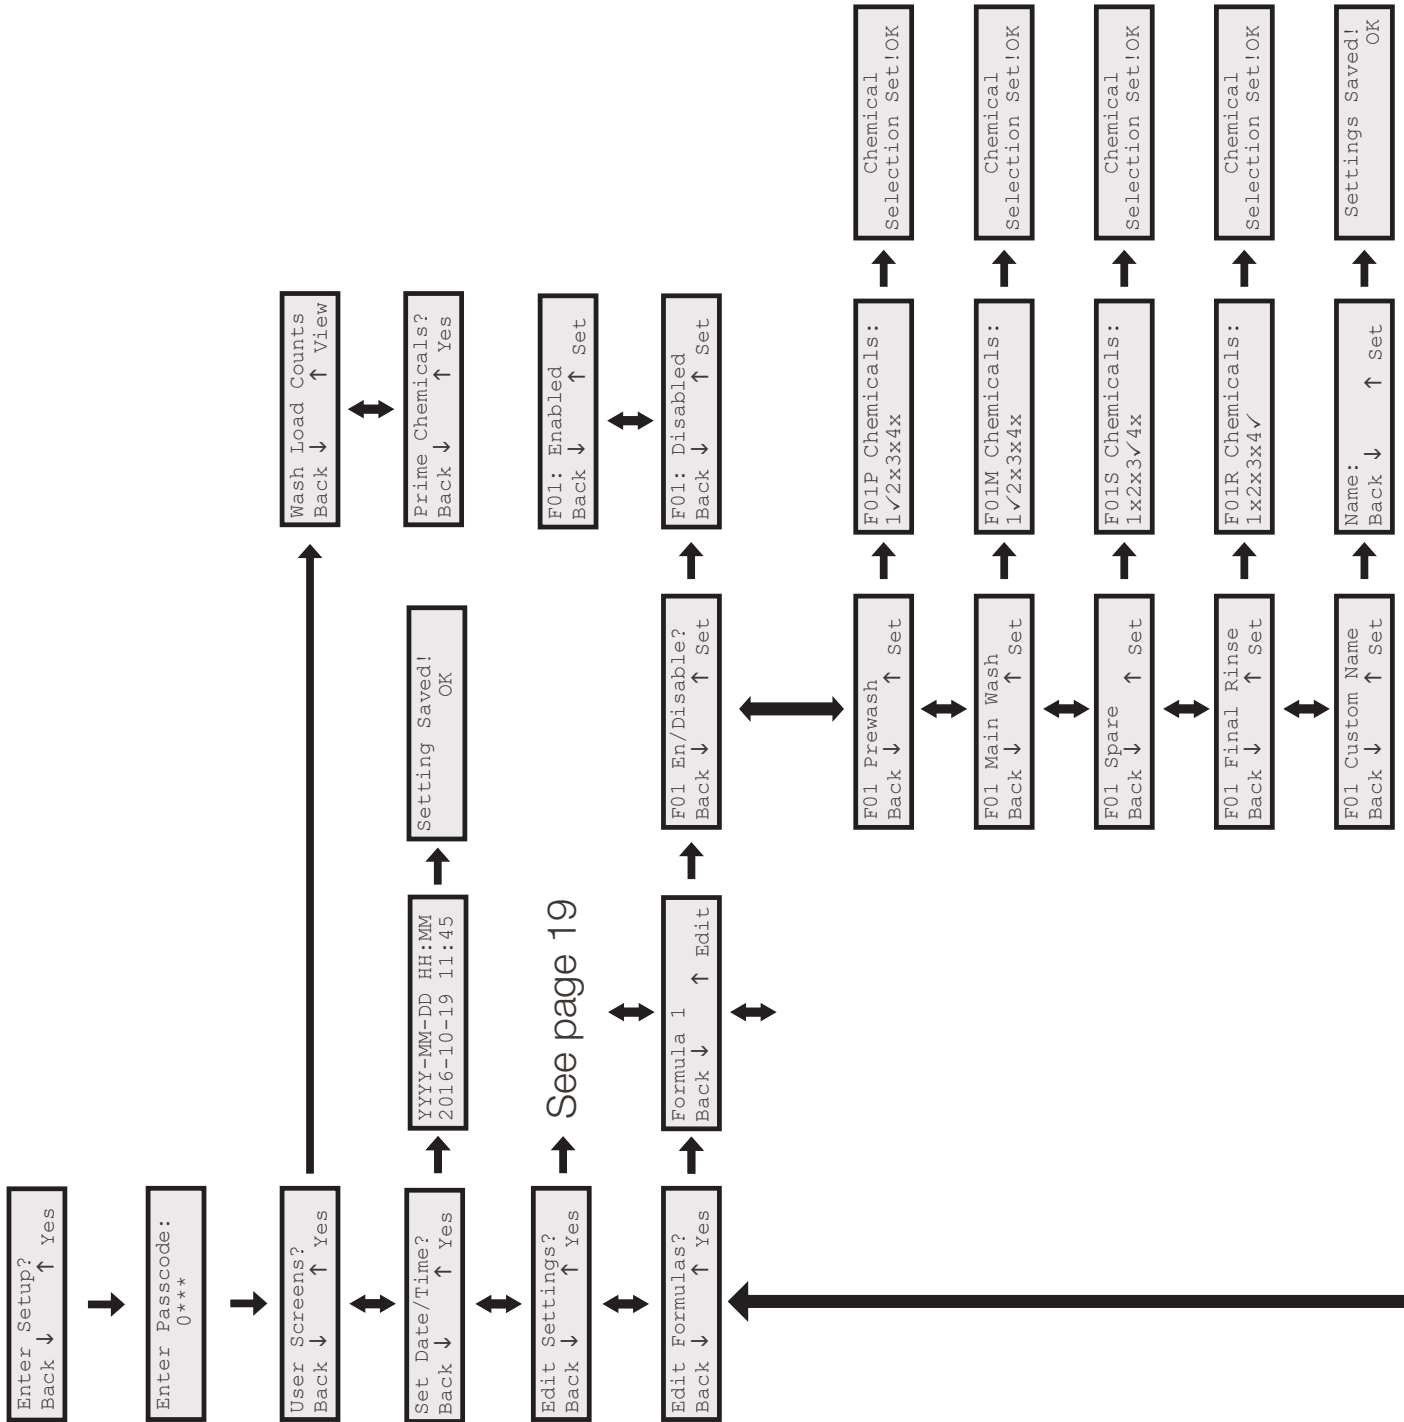 Enter Setup?
Back ↓ ↑ Yes
Enter Passcode:
0***
User Screens?
Back ↓ ↑ Yes
Wash Load Counts
Back ↓ ↑ View
Prime Chemicals?
Back ↓ ↑ Yes
Set Date/Time?
Back ↓ ↑ Yes
YYYY-MM-DD HH:MM
2016-10-19 11:45
Setting Saved!
OK
Edit Settings?
Back ↓ ↑ Yes
See page 19
Edit Formulas?
Back ↓ ↑ Yes
Formula 1
Back ↓ ↑ Edit
F01 En/Disable?
Back ↓ ↑ Set
F01: Enabled
Back ↓ ↑ Set
F01: Disabled
Back ↓ ↑ Set
F01 Prewash
Back ↓ ↑ Set
F01P Chemicals:
1✓2x3x4x
Chemical
Selection Set!OK
F01 Main Wash
Back ↓ ↑ Set
F01M Chemicals:
1✓2x3x4x
Chemical
Selection Set!OK
F01 Spare
Back ↓ ↑ Set
F01S Chemicals:
1x2x3✓4x
Chemical
Selection Set!OK
F01 Final Rinse
Back ↓ ↑ Set
F01R Chemicals:
1x2x3x4✓
Chemical
Selection Set!OK
F01 Custom Name
Back ↓ ↑ Set
Name:
Back ↓ ↑ Set
Settings Saved!
OK